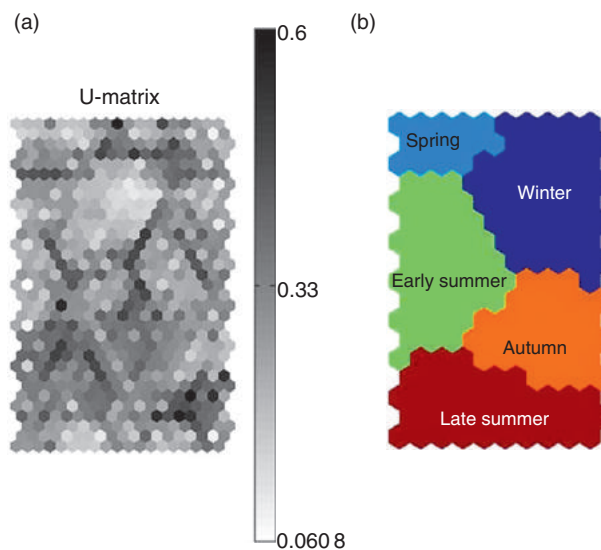 (a)
U-matrix
0.6
0.33
0.060 8
(b)
Spring
Winter
Early summer
Autumn
Late summer